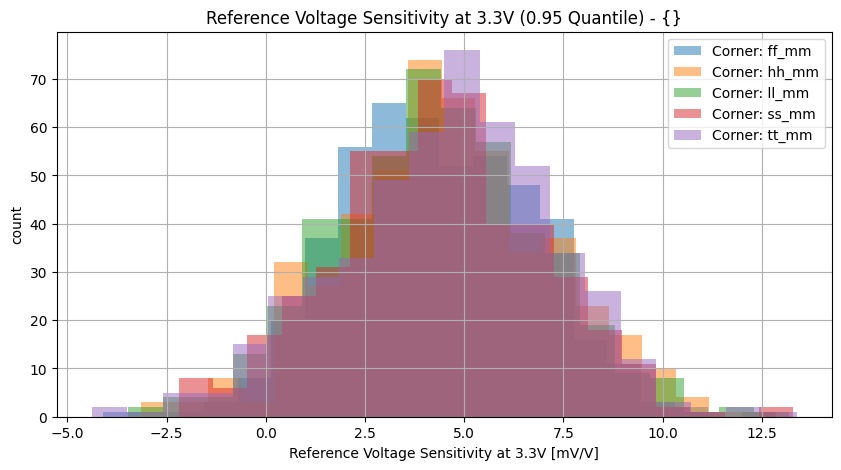 Reference Voltage Sensitivity at 3.3V (0.95 Quantile) - {}
Corner: ff_mm
Corner: hh_mm
Corner: ll_mm
Corner: ss_mm
Corner: tt_mm
count
70
60
50
40
30
20
10
0
-5.0
-2.5
0.0
2.5
5.0
7.5
10.0
12.5
Reference Voltage Sensitivity at 3.3V [mV/V]